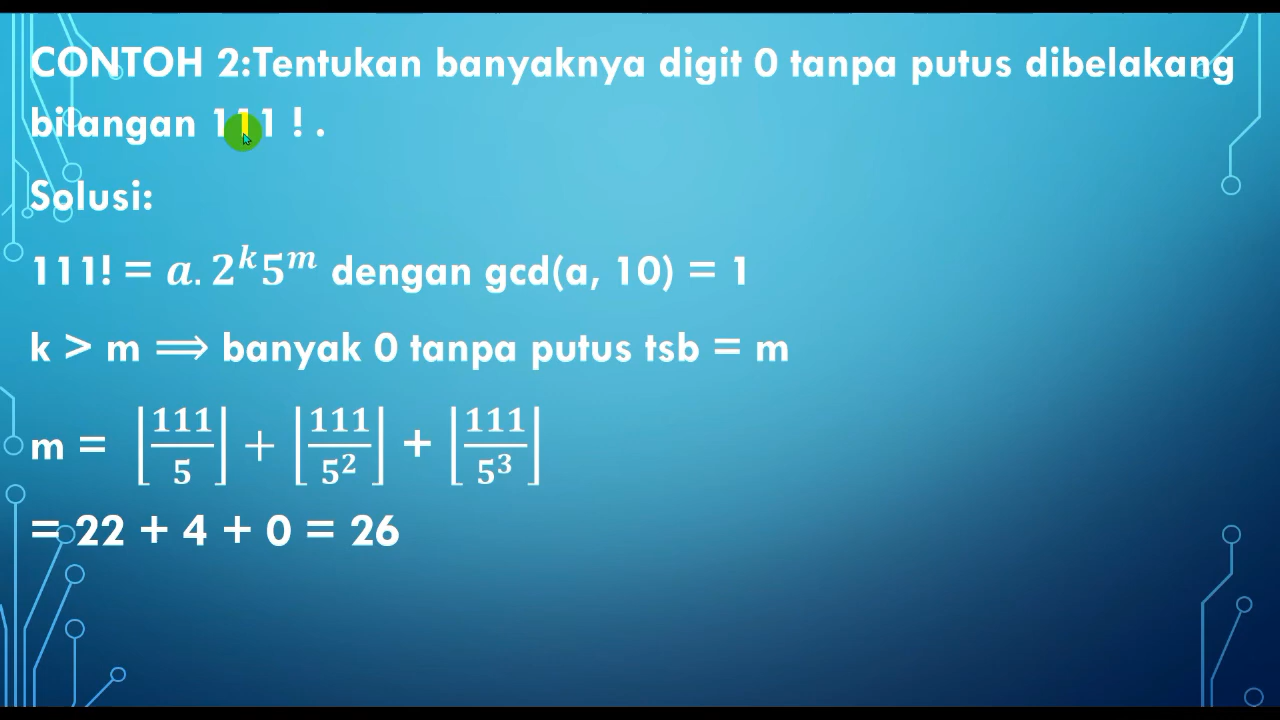 CONTOH 2:Tentukan banyaknya digit 0 tanpa putus dibelakang
bilangan 111 ! .
Solusi:
111! = 𝒂. 𝟐^𝒌 𝟓^𝒎 dengan gcd(a, 10) = 1
k > m ⟹ banyak 0 tanpa putus tsb = m
m = ⌊111/5⌋ + ⌊111/5²⌋ + ⌊111/5³⌋
= 22 + 4 + 0 = 26